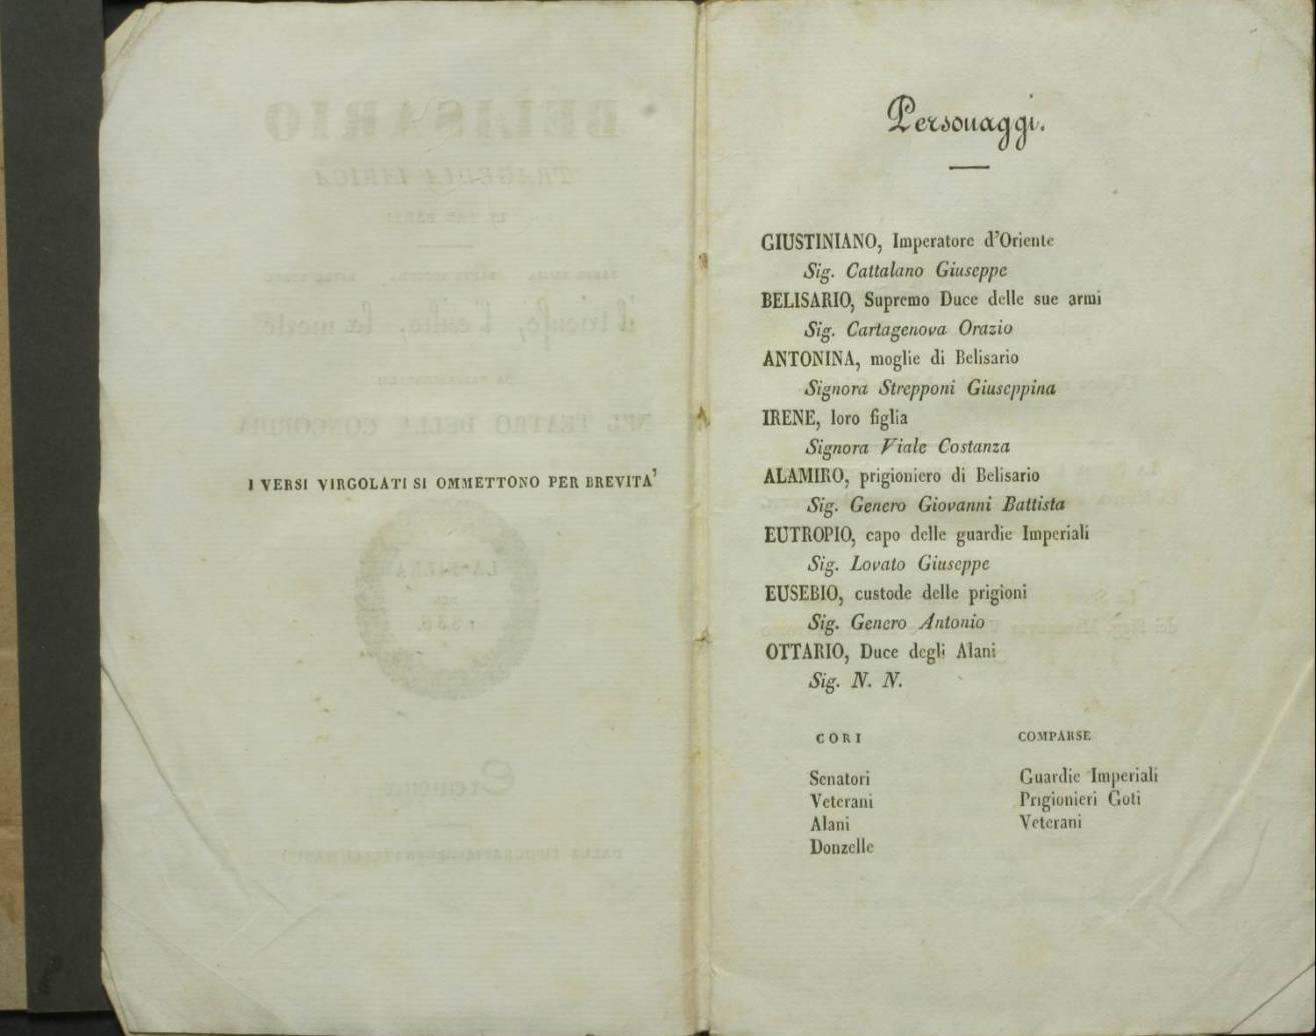 I VERSI VIRGOLATI SI OMMETTONO PER BREVITA'
Personaggi.
GIUSTINIANO, Imperatore d'Oriente
Sig. Cattalano Giuseppe
BELISARIO, Supremo Duce delle sue armi
Sig. Cartagenova Orazio
ANTONINA, moglie di Belisario
Signora Strepponi Giuseppina
IRENE, loro figlia
Signora Viale Costanza
ALAMIRO, prigioniero di Belisario
Sig. Genero Giovanni Battista
EUTROPIO, capo delle guardie Imperiali
Sig. Lovato Giuseppe
EUSEBIO, custode delle prigioni
Sig. Genero Antonio
OTTARIO, Duce degli Alani
Sig. N. N.
CORI
Senatori
Veterani
Alani
Donzelle
COMPARSE
Guardie Imperiali
Prigionieri Goti
Veterani